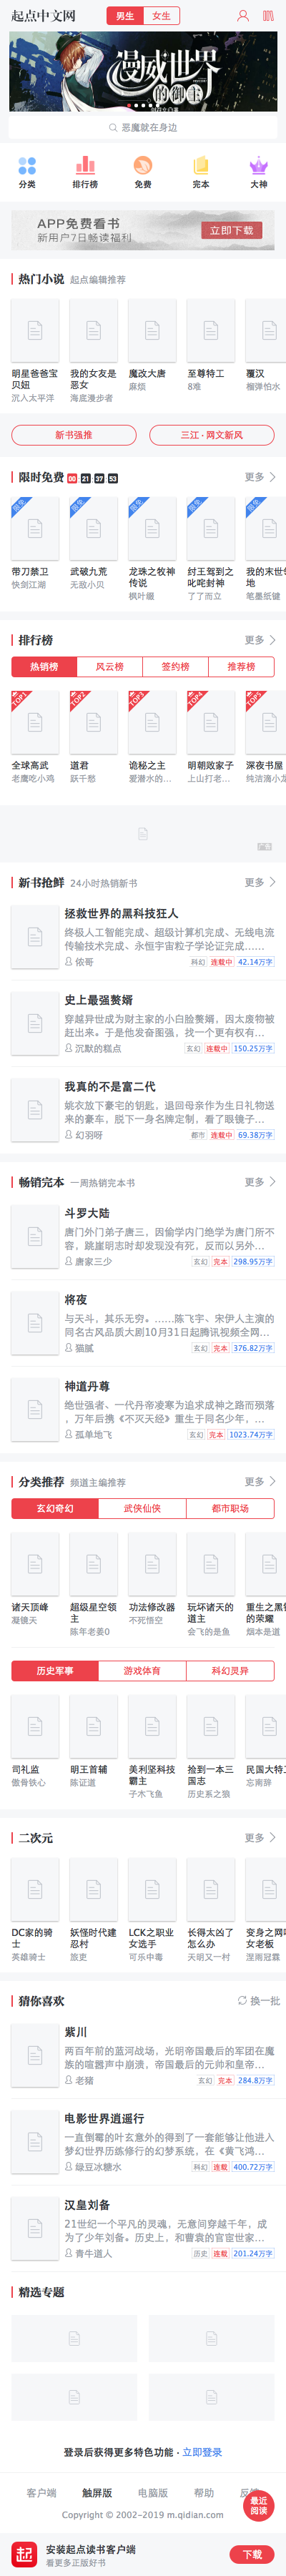 起点中文网 男生 女生
漫威世界
的御主
恶魔就在身边
分类 排行榜 免费 完本 大神
APP免费看书
新用户7日畅读福利
立即下载
热门小说 起点编辑推荐
明星爸爸宝贝妞 我的女友是恶女 魔改大唐 至尊特工 覆汉
沉入太平洋 海底漫步者 麻烦 8难 榴弹怕水
新书强推 三江·网文新风
限时免费 00 21 27 53 更多
带刀禁卫 武破九荒 龙珠之牧神传说 纣王驾到之叱咤封神 我的末世领地
快剑江湖 无敌小贝 枫叶缀 了了而立 笔墨纸键
排行榜 更多
热销榜 风云榜 签约榜 推荐榜
TOP1 TOP2 TOP3 TOP4 TOP5
全球高武 道君 诡秘之主 明朝败家子 深夜书屋
老鹰吃小鸡 跃千愁 爱潜水的… 上山打老… 纯洁滴小龙
广告
新书抢鲜 24小时热销新书 更多
拯救世界的黑科技狂人
终极人工智能完成、超级计算机完成、无线电流传输技术完成、永恒宇宙粒子学论证完成……
侬哥 科幻 连载中 42.14万字
史上最强赘婿
穿越异世成为财主家的小白脸赘婿，因太废物被赶出来。于是他发奋图强，找一个更有权有…
沉默的糕点 玄幻 连载中 150.25万字
我真的不是富二代
姚衣放下豪宅的钥匙，退回母亲作为生日礼物送来的豪车，脱下一身名牌定制，看了眼镜子…
幻羽呀 都市 连载中 69.38万字
畅销完本 一周热销完本书 更多
斗罗大陆
唐门外门弟子唐三，因偷学内门绝学为唐门所不容，跳崖明志时却发现没有死，反而以另外…
唐家三少 玄幻 完本 298.95万字
将夜
与天斗，其乐无穷。……陈飞宇、宋伊人主演的同名古风品质大剧10月31日起腾讯视频全网…
猫腻 玄幻 完本 376.82万字
神道丹尊
绝世强者、一代丹帝凌寒为追求成神之路而殒落，万年后携《不灭天经》重生于同名少年，…
孤单地飞 玄幻 完本 1023.74万字
分类推荐 频道主编推荐 更多
玄幻奇幻 武侠仙侠 都市职场
诸天顶峰 超级星空领主 功法修改器 玩坏诸天的道主 重生之黑暗的荣耀
凝镜天 陈年老姜0 不死悟空 会飞的是鱼 烟本是道
历史军事 游戏体育 科幻灵异
司礼监 明王首辅 美利坚科技霸主 捡到一本三国志 民国大特工
傲骨铁心 陈证道 子木飞鱼 历史系之狼 忘南辞
二次元 更多
DC家的骑士 妖怪时代建忍村 LCK之职业女选手 长得太凶了怎么办 变身之网吧女老板
英雄骑士 旅吏 可乐中毒 天明又一村 涅雨冠霖
猜你喜欢 换一批
紫川
两百年前的蓝河战场，光明帝国最后的军团在魔族的喧嚣声中崩溃，帝国最后的元帅和皇帝…
老猪 玄幻 完本 284.8万字
电影世界逍遥行
一直倒霉的叶玄意外的得到了一套能够让他进入梦幻世界历练修行的幻梦系统，在《黄飞鸿…
绿豆冰糖水 科幻 连载 400.72万字
汉皇刘备
21世纪一个平凡的灵魂，无意间穿越千年，成为了少年刘备。历史上，和曹袁的官宦世家…
青牛道人 历史 连载 201.24万字
精选专题
登录后获得更多特色功能 · 立即登录
客户端 触屏版 电脑版 帮助 反馈
Copyright © 2002-2019 m.qidian.com
最近阅读
起 安装起点读书客户端
看更多正版好书
下载